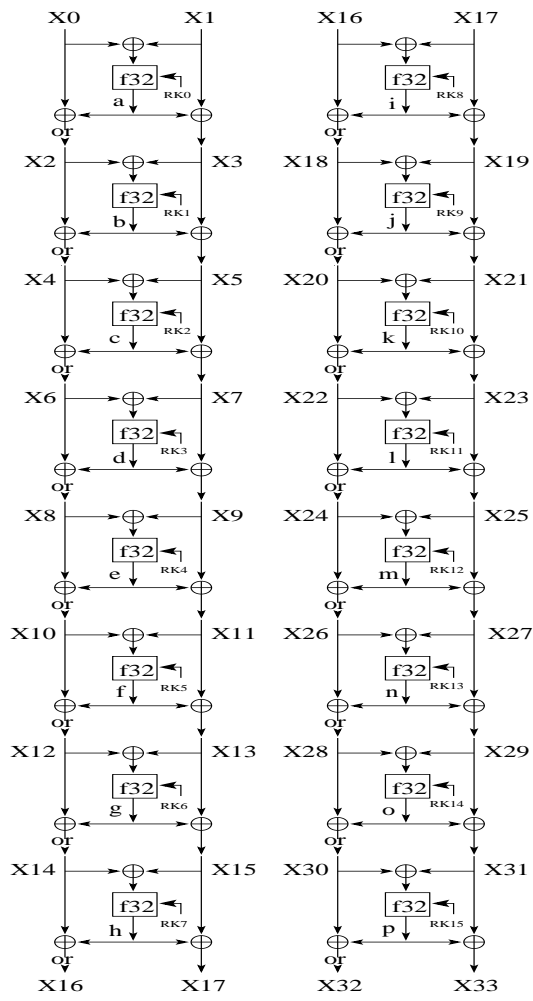 X0 X1
f32
RK0
a
or
X2 X3
f32
RK1
b
or
X4 X5
f32
RK2
c
or
X6 X7
f32
RK3
d
or
X8 X9
f32
RK4
e
or
X10 X11
f32
RK5
f
or
X12 X13
f32
RK6
g
or
X14 X15
f32
RK7
h
or
X16 X17
X16 X17
f32
RK8
i
or
X18 X19
f32
RK9
j
or
X20 X21
f32
RK10
k
or
X22 X23
f32
RK11
l
or
X24 X25
f32
RK12
m
or
X26 X27
f32
RK13
n
or
X28 X29
f32
RK14
o
or
X30 X31
f32
RK15
p
or
X32 X33